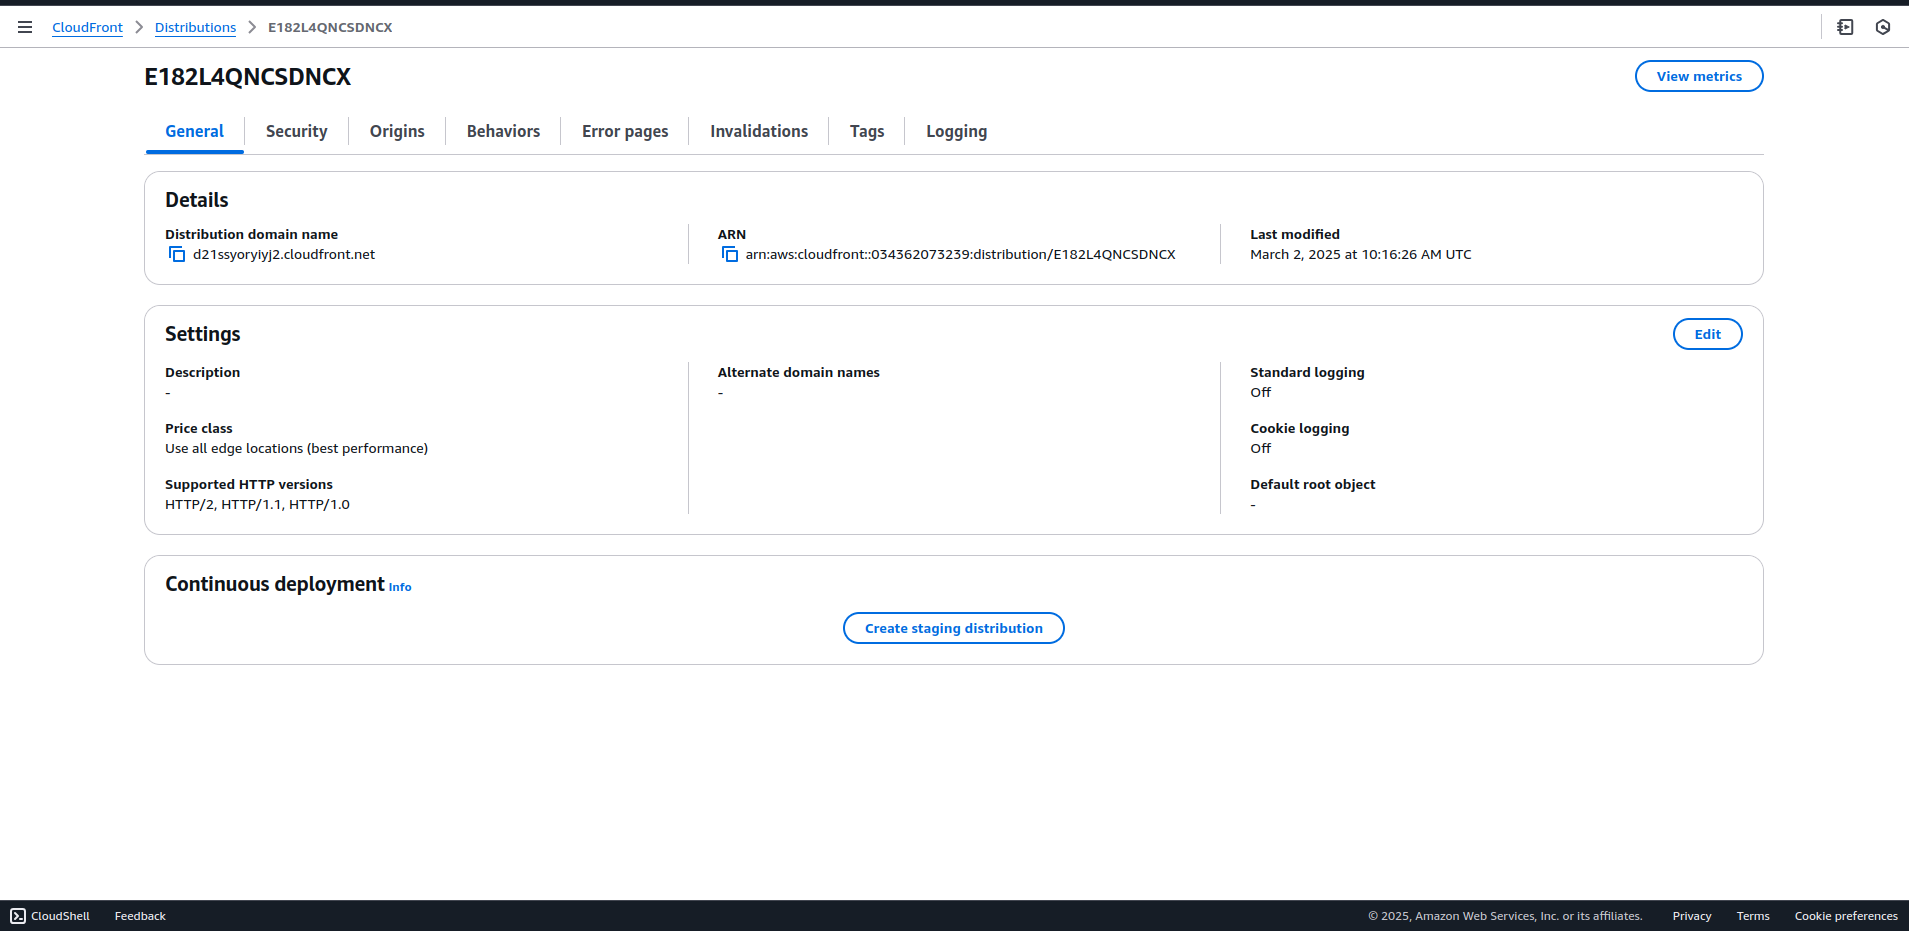 CloudFront > Distributions > E182L4QNCSDNCX
E182L4QNCSDNCX
View metrics
General
Security
Origins
Behaviors
Error pages
Invalidations
Tags
Logging
Details
Distribution domain name
d21ssyoryiyj2.cloudfront.net
ARN
arn:aws:cloudfront::034362073239:distribution/E182L4QNCSDNCX
Last modified
March 2, 2025 at 10:16:26 AM UTC
Settings
Edit
Description
-
Price class
Use all edge locations (best performance)
Supported HTTP versions
HTTP/2, HTTP/1.1, HTTP/1.0
Alternate domain names
-
Standard logging
Off
Cookie logging
Off
Default root object
-
Continuous deployment Info
Create staging distribution
CloudShell
Feedback
© 2025, Amazon Web Services, Inc. or its affiliates.
Privacy
Terms
Cookie preferences